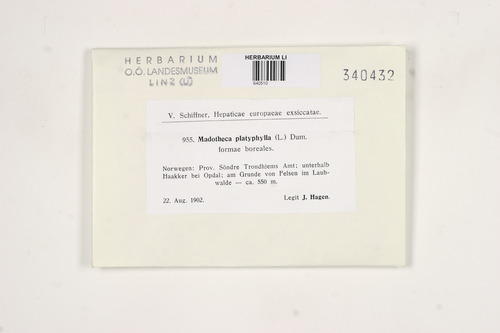 HERBARIUM
O.Ö. LANDESMUSEUM
LINZ (LI)
HERBARIUM LI
340432
V. Schiffner, Hepaticae europaeae exsiccatae.
955. Madotheca platyphylla (L.) Dum.
formae boreales.
Norwegen: Prov. Söndre Trondhjems Amt; unterhalb
Haakker bei Opdal; am Grunde von Felsen im Laub-
walde — ca. 550 m.
22. Aug. 1902.
Legit J. Hagen.